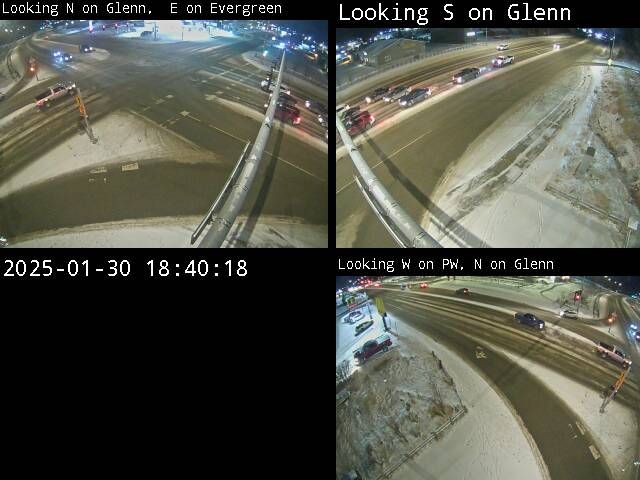 Looking N on Glenn,  E on Evergreen
Looking S on Glenn
2025-01-30 18:40:18
Looking W on PW, N on Glenn